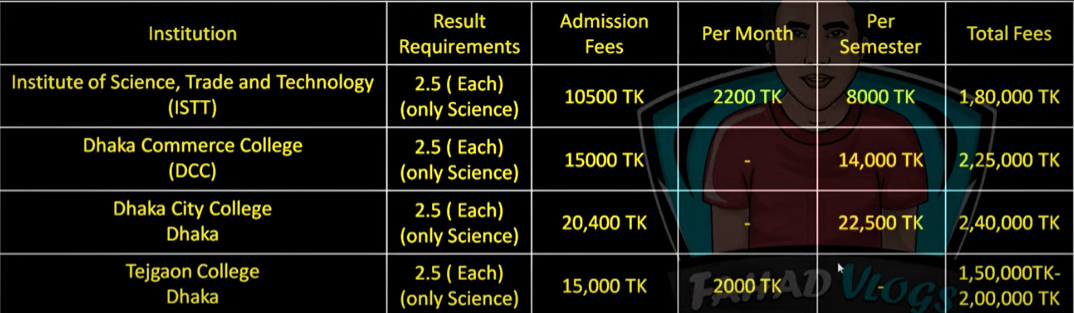 Institution
Result
Requirements
Admission
Fees
Per Month
Per
Semester
Total Fees
Institute of Science, Trade and Technology
(ISTT)
2.5 ( Each)
(only Science)
10500 TK
2200 TK
8000 TK
1,80,000 TK
Dhaka Commerce College
(DCC)
2.5 ( Each)
(only Science)
15000 TK
-
14,000 TK
2,25,000 TK
Dhaka City College
Dhaka
2.5 ( Each)
(only Science)
20,400 TK
-
22,500 TK
2,40,000 TK
Tejgaon College
Dhaka
2.5 ( Each)
(only Science)
15,000 TK
2000 TK
-
1,50,000TK-
2,00,000 TK
FAHAD VLOGS